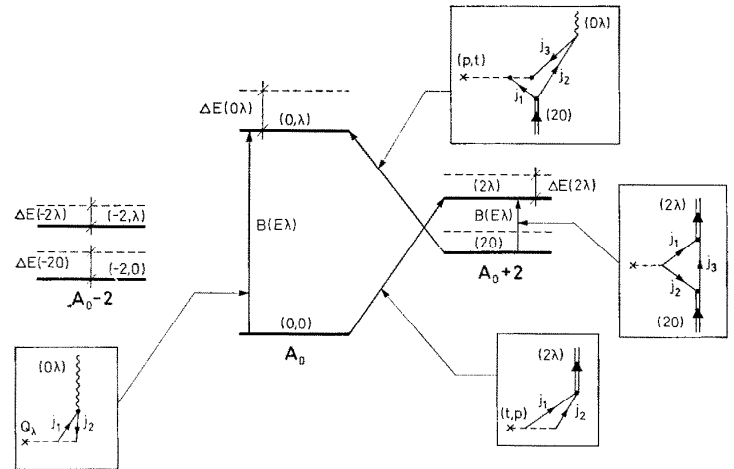 (0λ)
(p,t)
j₃
j₁
j₂
(20)
ΔE(0λ)
(0,λ)
B(Eλ)
(0,0)
A₀
ΔE(-2λ)
(-2,λ)
ΔE(-20)
(-2,0)
A₀-2
(2λ)
ΔE(2λ)
B(Eλ)
(20)
A₀+2
(2λ)
j₁
j₃
j₂
(20)
(0λ)
Q_λ
j₁
j₂
(2λ)
(t,p)
j₁
j₂